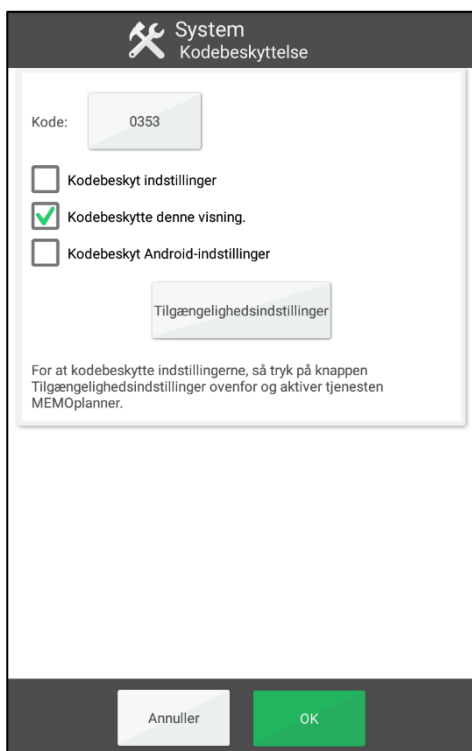 System
Kodebeskyttelse
Kode: 0353
Kodebeskyt indstillinger
Kodebeskytte denne visning.
Kodebeskyt Android-indstillinger
Tilgængelighedsindstillinger
For at kodebeskytte indstillingerne, så tryk på knappen
Tilgængelighedsindstillinger ovenfor og aktiver tjenesten
MEMOplanner.
Annuller OK